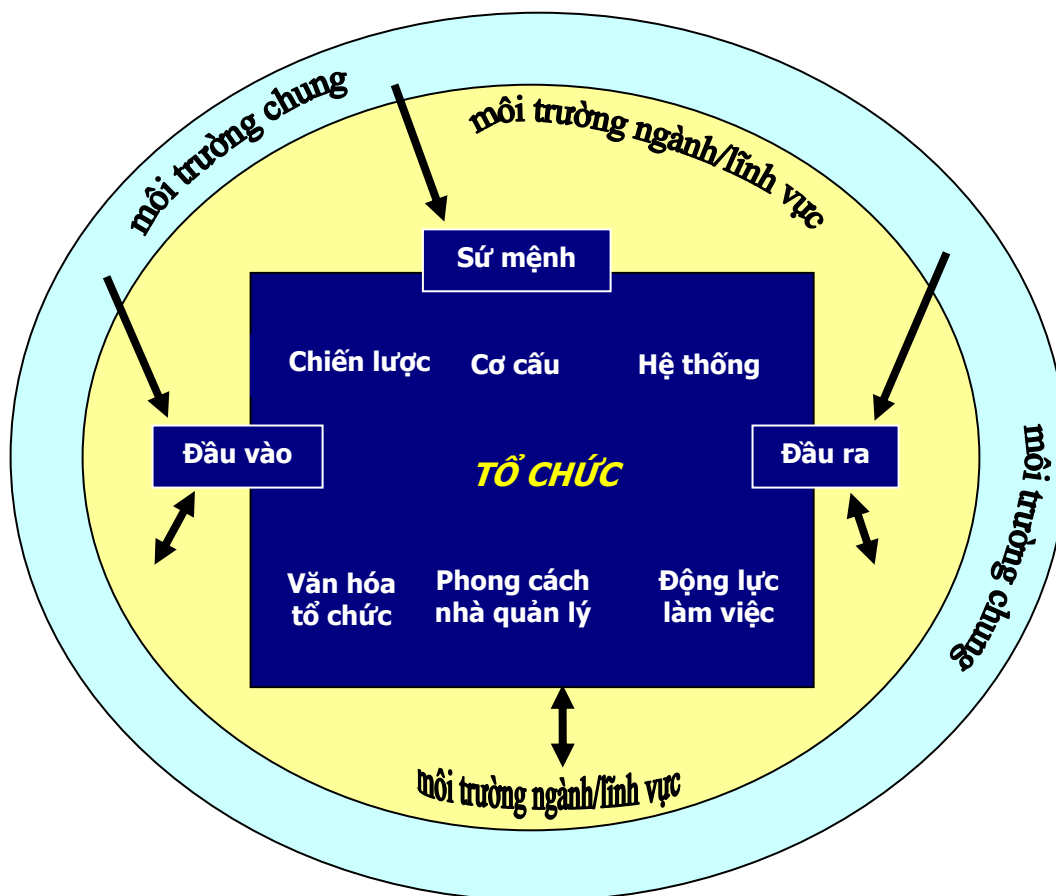 môi trường chung
môi trường ngành/lĩnh vực
Sứ mệnh
Chiến lược
Cơ cấu
Hệ thống
Đầu vào
TỔ CHỨC
Đầu ra
môi trường chung
Văn hóa
tổ chức
Phong cách
nhà quản lý
Động lực
làm việc
môi trường ngành/lĩnh vực